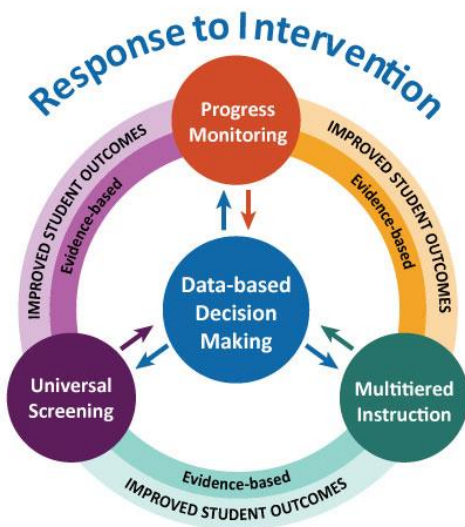 Response to Intervention
Progress
Monitoring
IMPROVED STUDENT OUTCOMES
Evidence-based
IMPROVED STUDENT OUTCOMES
Evidence-based
Data-based
Decision
Making
Universal
Screening
Multitiered
Instruction
Evidence-based
IMPROVED STUDENT OUTCOMES